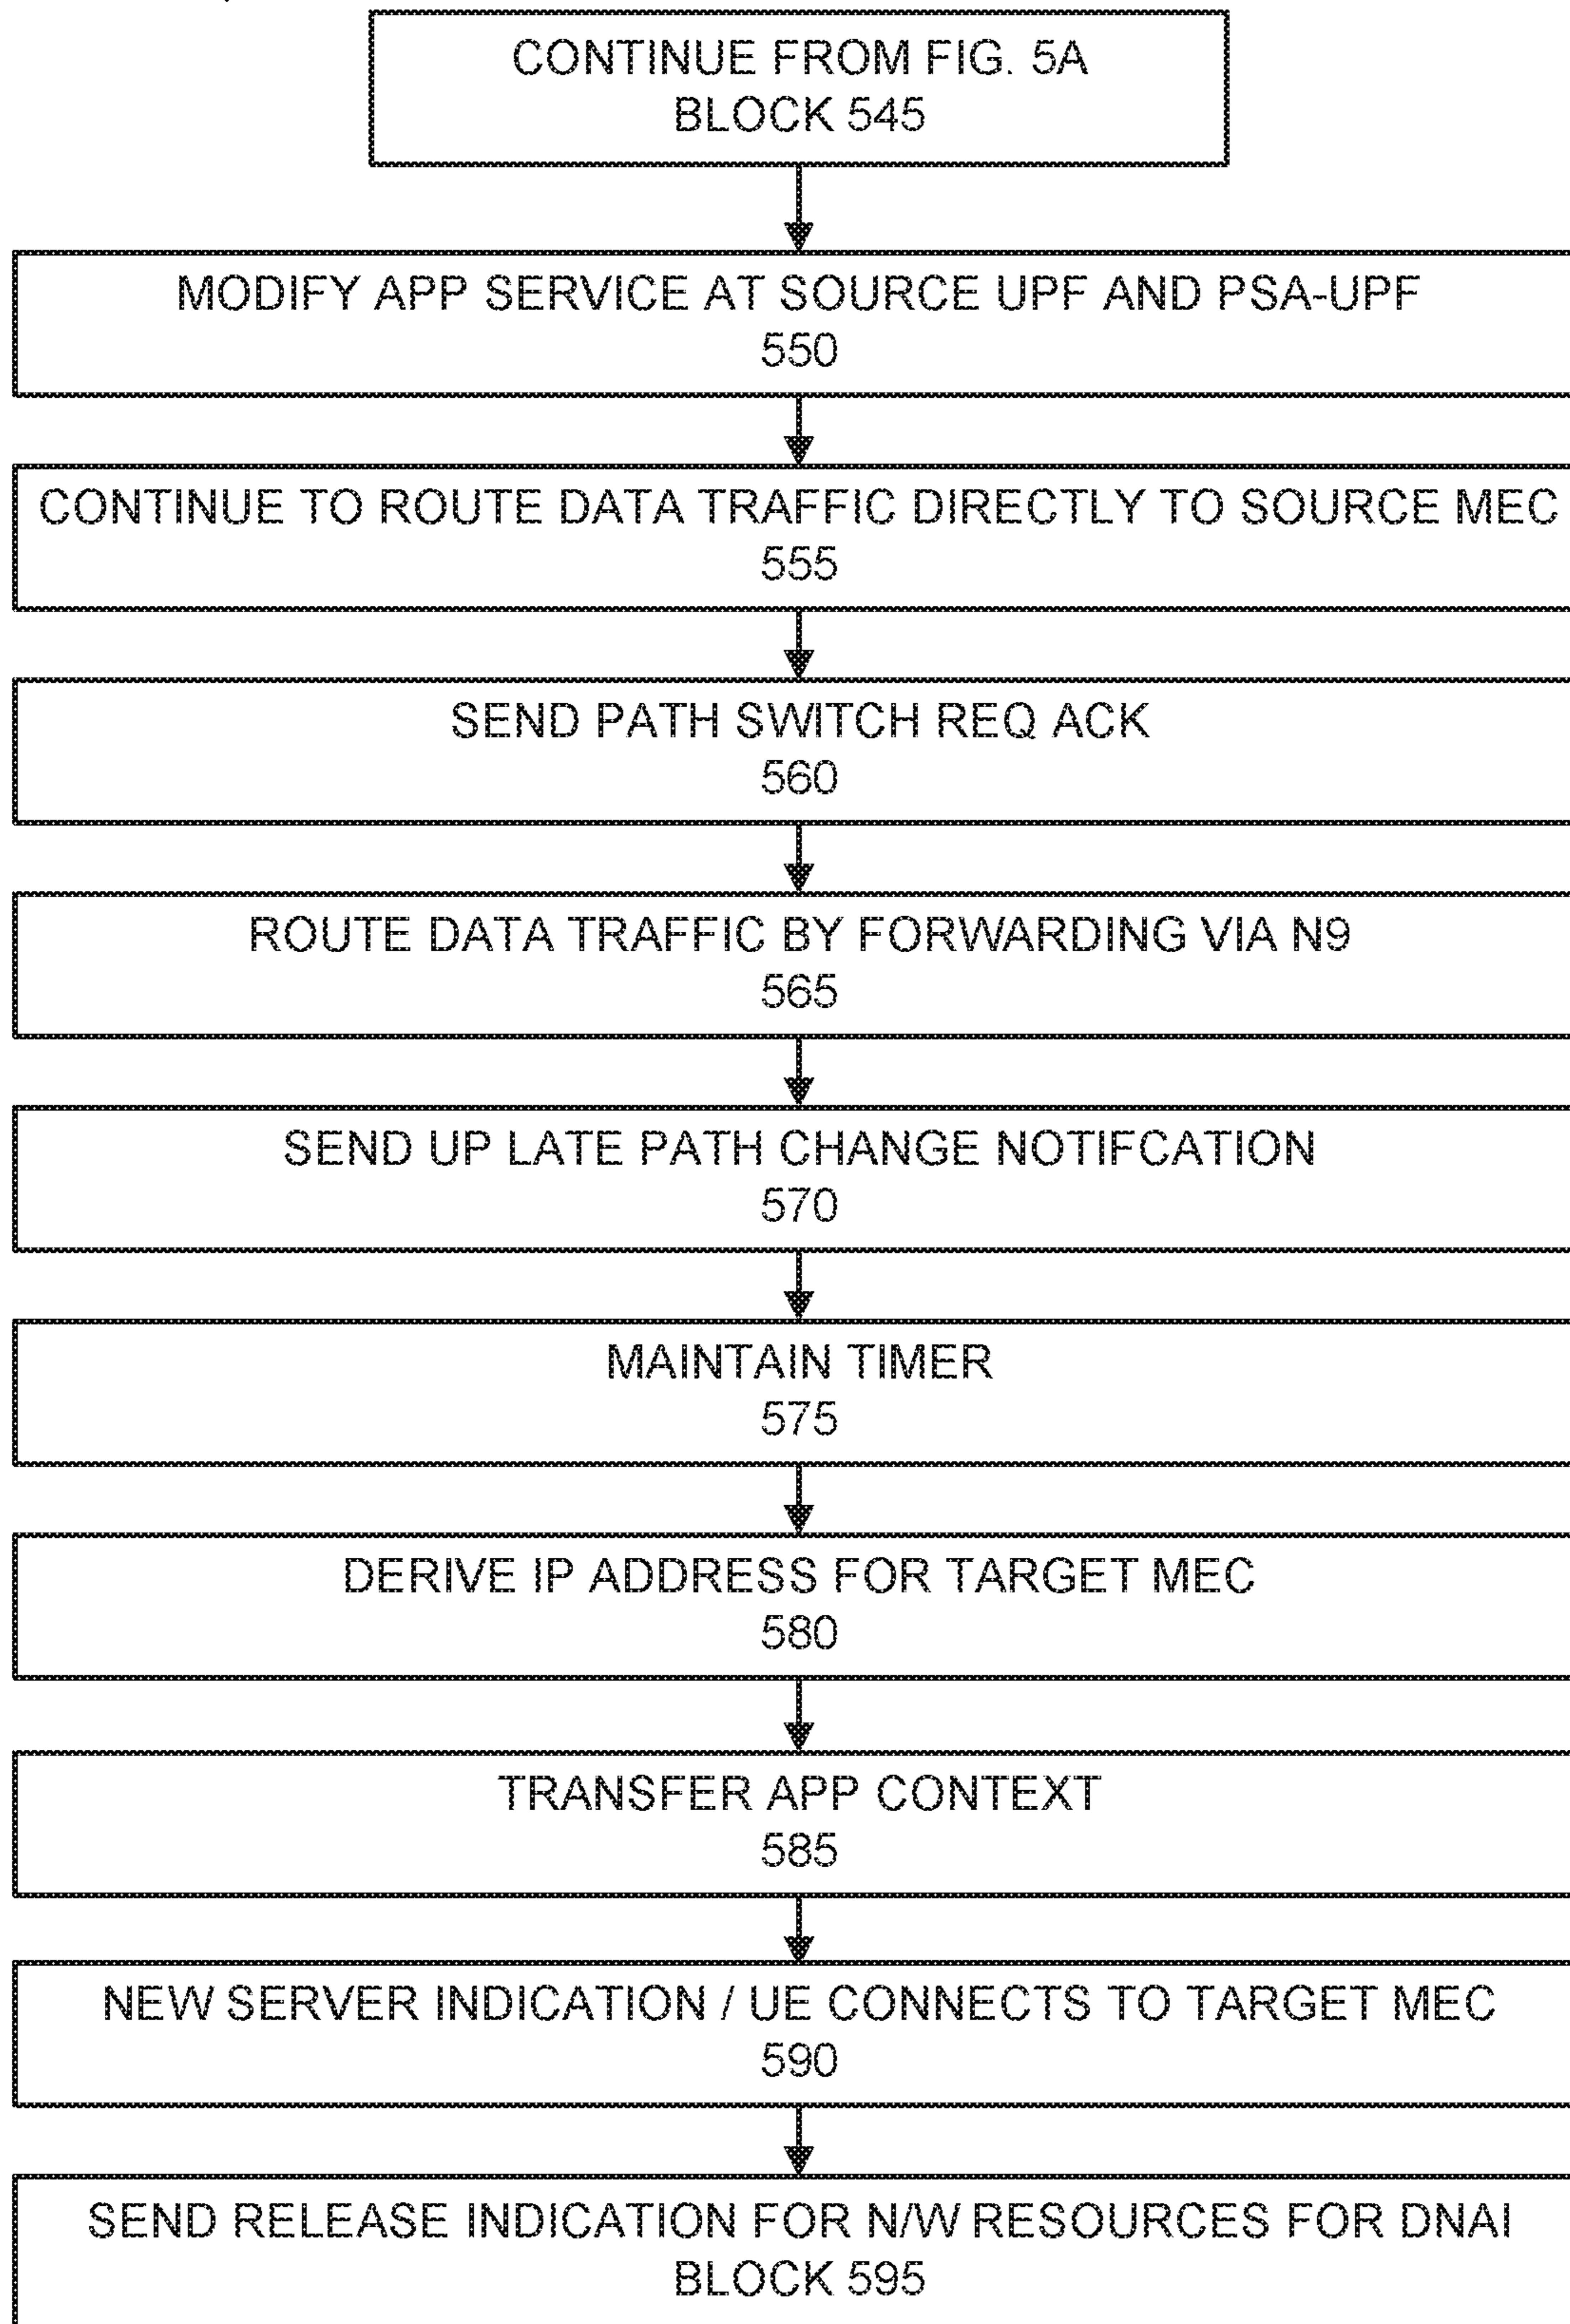 CONTINUE FROM FIG. 5A
BLOCK 545
MODIFY APP SERVICE AT SOURCE UPF AND PSA-UPF
550
CONTINUE TO ROUTE DATA TRAFFIC DIRECTLY TO SOURCE MEC
555
SEND PATH SWITCH REQ ACK
560
ROUTE DATA TRAFFIC BY FORWARDING VIA N9
565
SEND UP LATE PATH CHANGE NOTIFCATION
570
MAINTAIN TIMER
575
DERIVE IP ADDRESS FOR TARGET MEC
580
TRANSFER APP CONTEXT
585
NEW SERVER INDICATION / UE CONNECTS TO TARGET MEC
590
SEND RELEASE INDICATION FOR N/W RESOURCES FOR DNAI
BLOCK 595